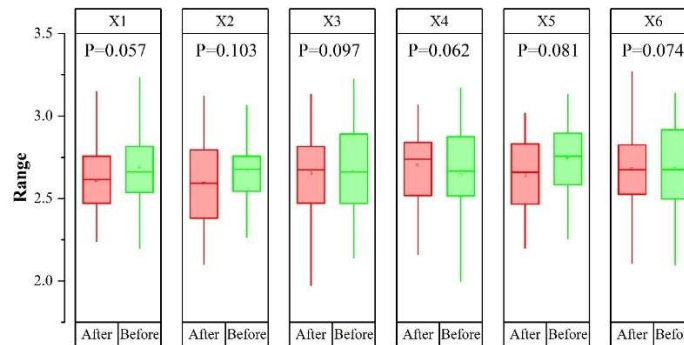 X1 X2 X3 X4 X5 X6
3.5
P=0.057 P=0.103 P=0.097 P=0.062 P=0.081 P=0.074
3.0
Range
2.5
2.0
After Before After Before After Before After Before After Before After Befor